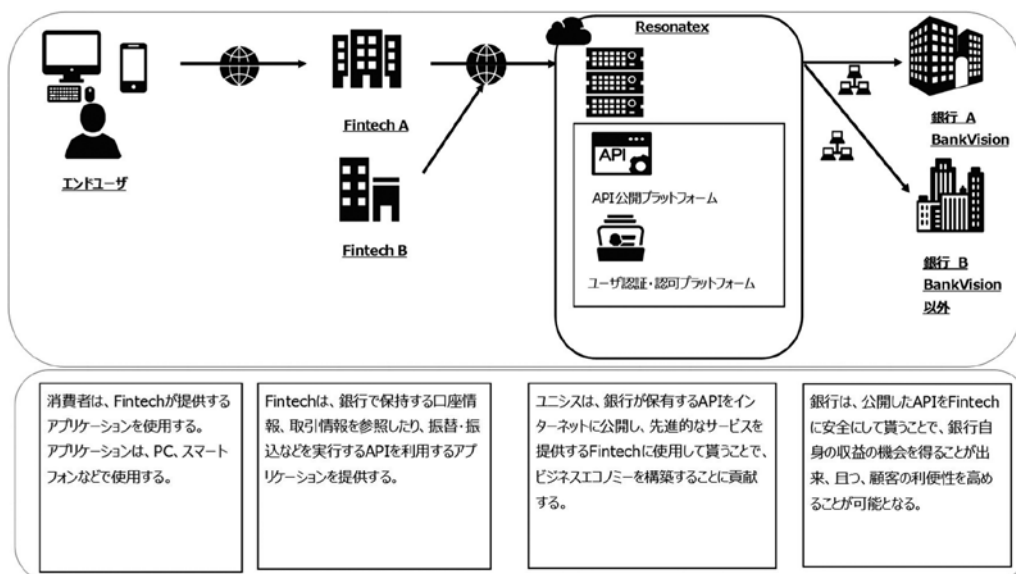 Resonatex
エンドユーザ
Fintech A
Fintech B
API
API公開プラットフォーム
ユーザ認証・認可プラットフォーム
銀行 A
BankVision
銀行 B
BankVision
以外
消費者は、Fintechが提供する
アプリケーションを使用する。
アプリケーションは、PC、スマート
フォンなどで使用する。
Fintechは、銀行で保持する口座情
報、取引情報を参照したり、振替・振
込などを実行するAPIを利用するアプ
リケーションを提供する。
ユニシスは、銀行が保有するAPIをイン
ターネットに公開し、先進的なサービスを
提供するFintechに使用して貰うことで、
ビジネスエコノミーを構築することに貢献
する。
銀行は、公開したAPIをFintech
に安全にして貰うことで、銀行自
身の収益の機会を得ることが出
来、且つ、顧客の利便性を高め
ることが可能となる。